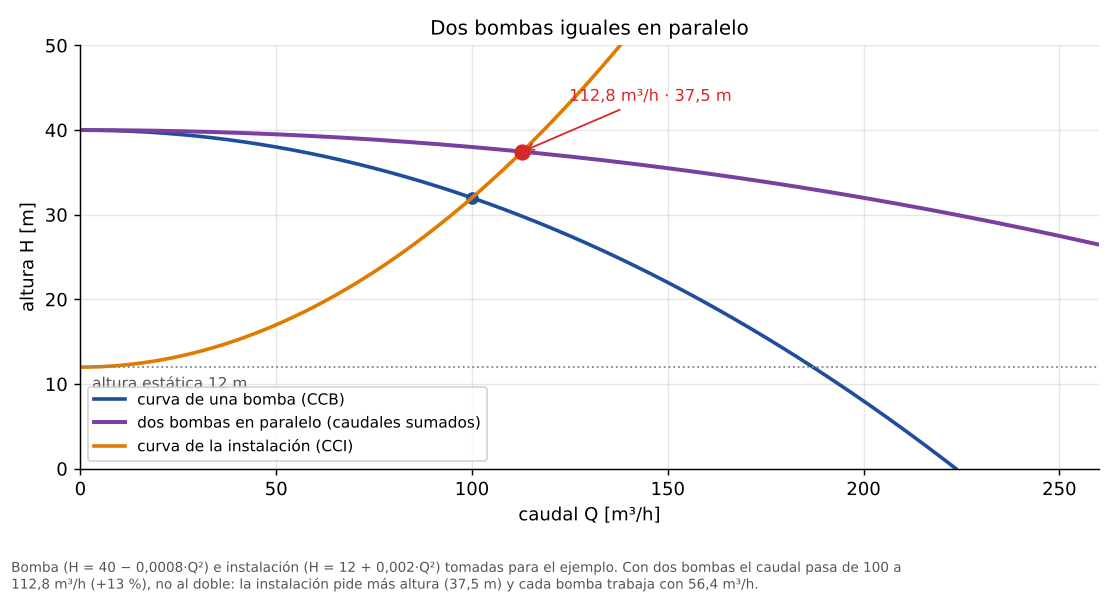 Dos bombas iguales en paralelo
50
40
30
20
10
0
altura H [m]
112,8 m³/h · 37,5 m
altura estática 12 m
curva de una bomba (CCB)
dos bombas en paralelo (caudales sumados)
curva de la instalación (CCI)
0
50
100
150
200
250
caudal Q [m³/h]
Bomba (H = 40 − 0,0008·Q²) e instalación (H = 12 + 0,002·Q²) tomadas para el ejemplo. Con dos bombas el caudal pasa de 100 a
112,8 m³/h (+13 %), no al doble: la instalación pide más altura (37,5 m) y cada bomba trabaja con 56,4 m³/h.